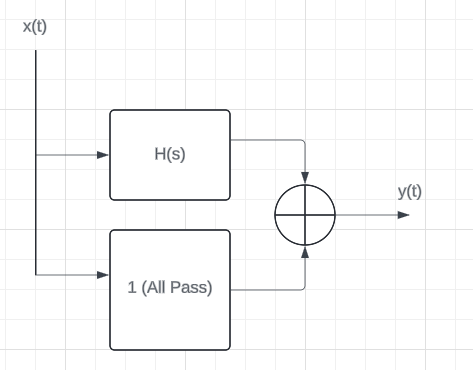 x(t)
H(s)
y(t)
1 (All Pass)